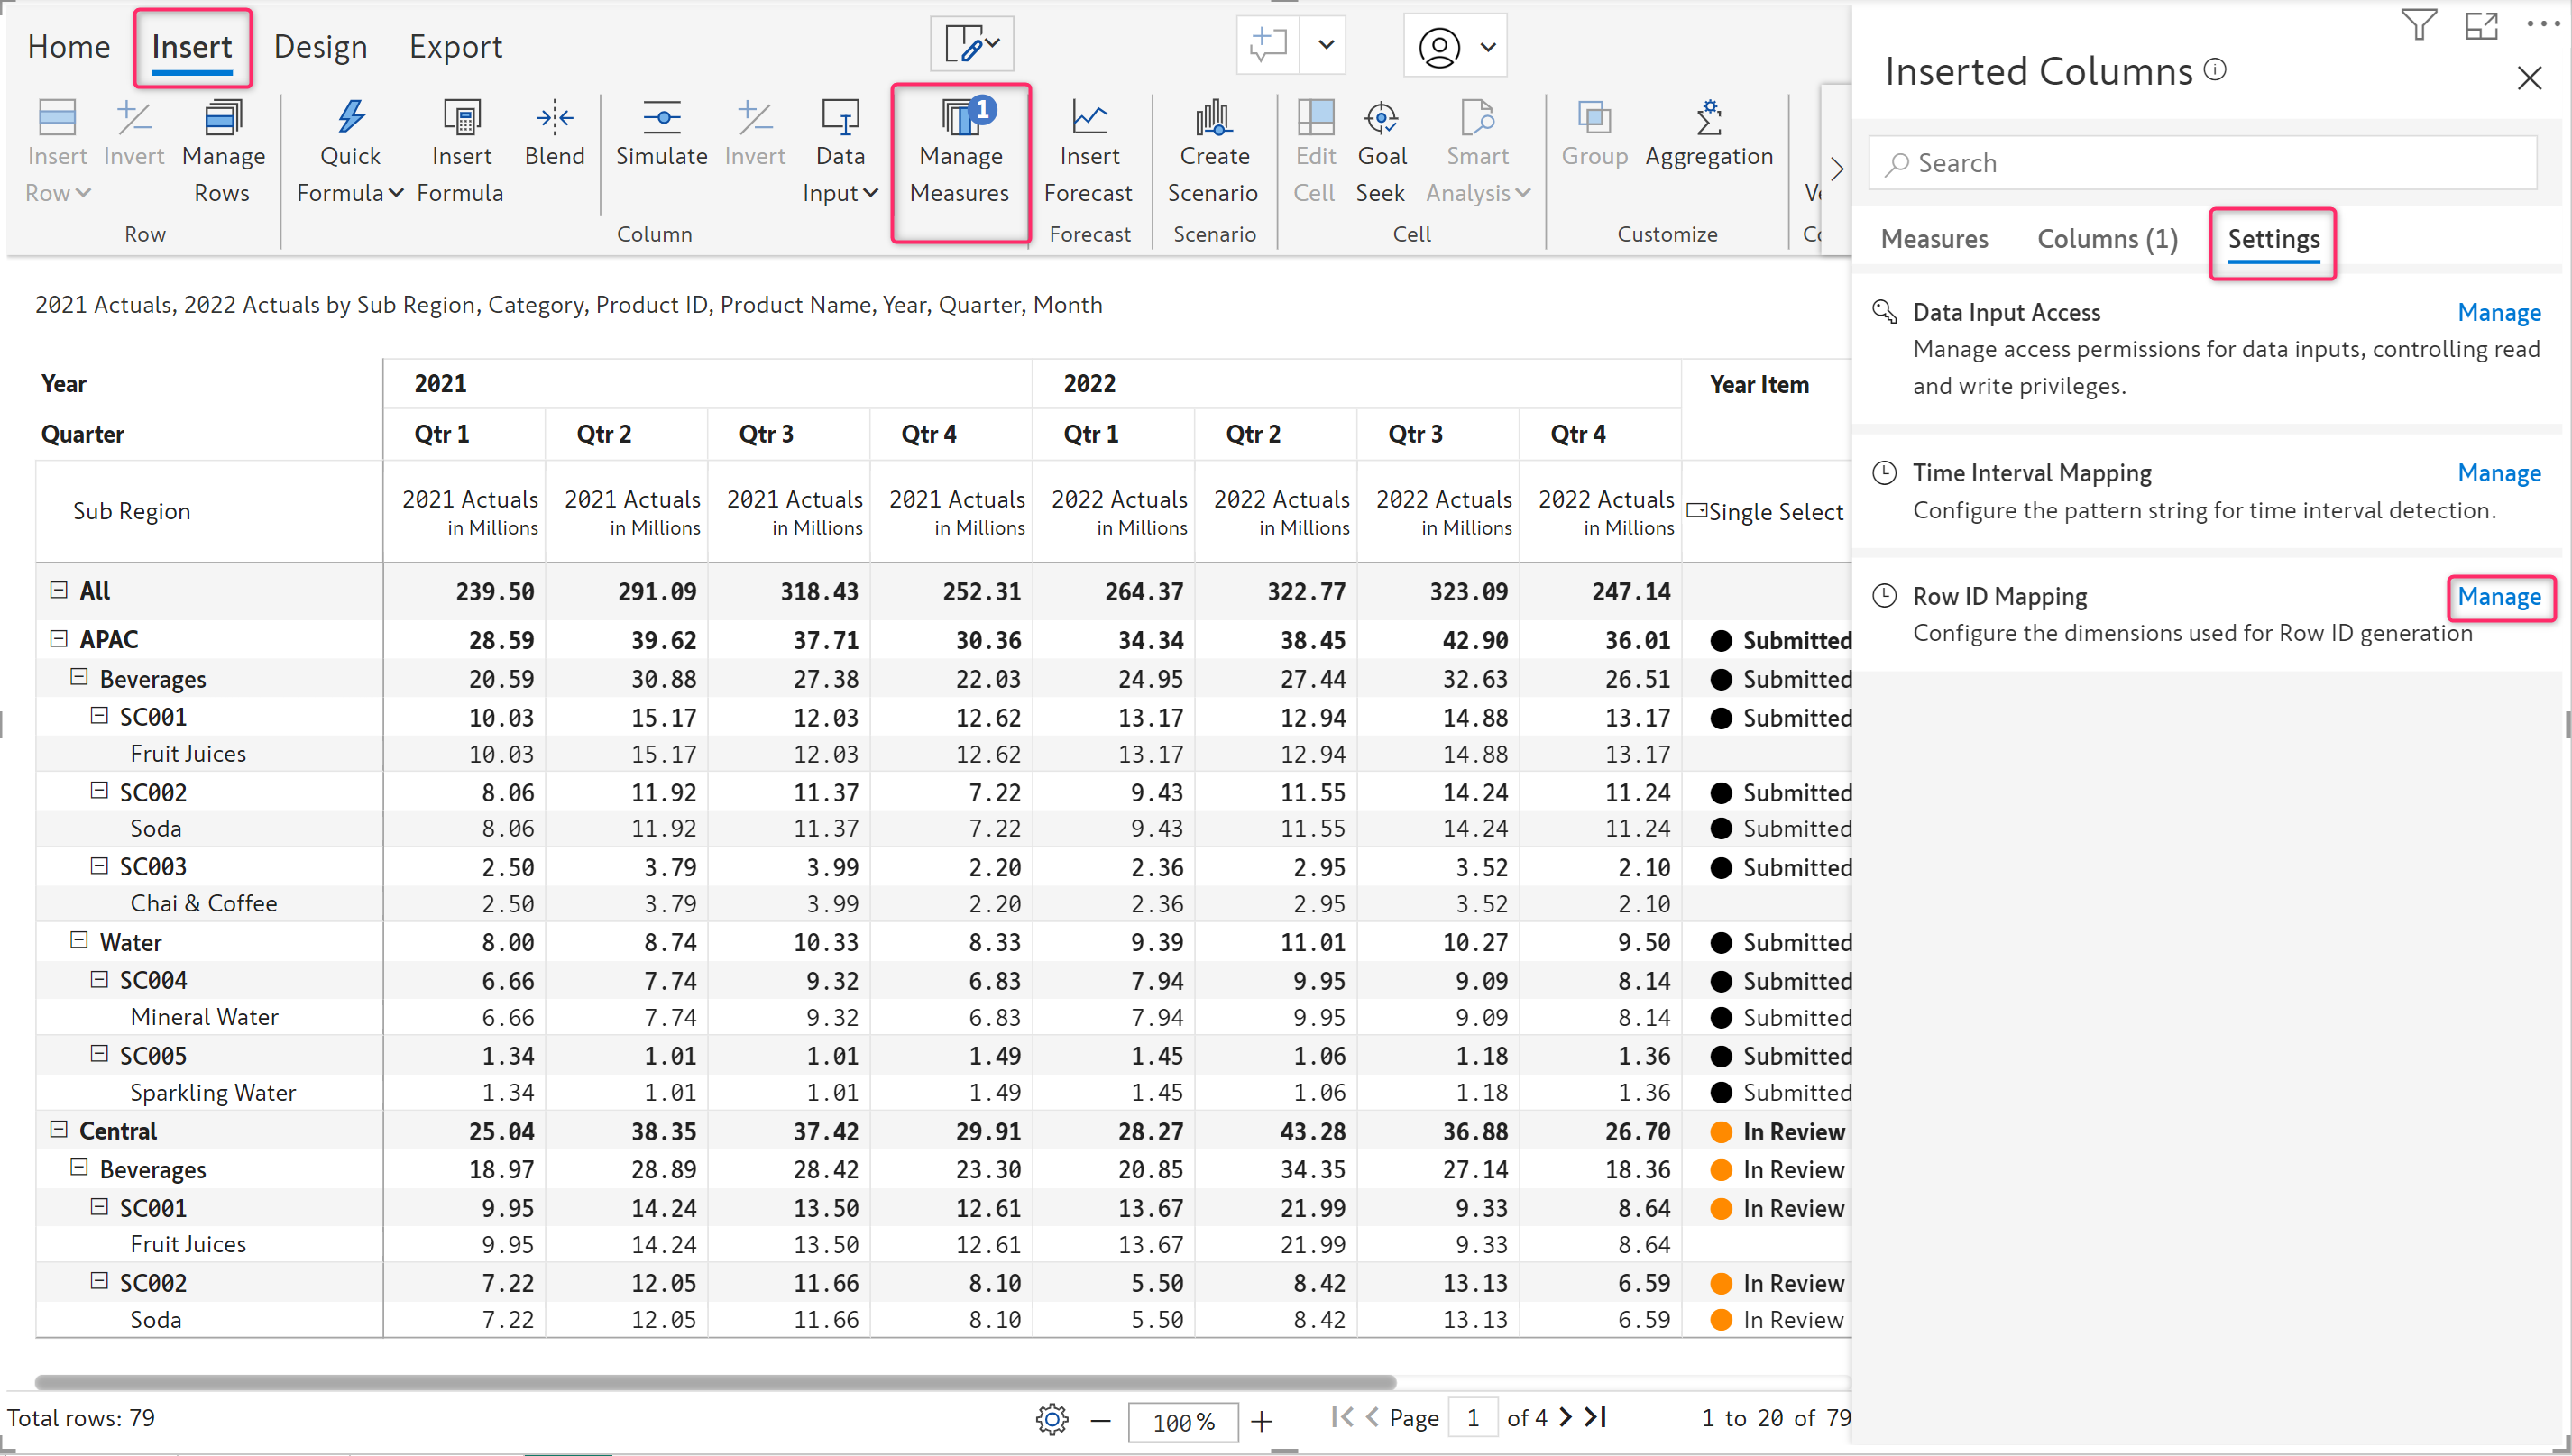 Home Insert Design Export
Insert Row
Invert
Manage Rows
Row
Quick Formula
Insert Formula
Blend
Simulate
Invert
Data Input
1
Manage Measures
Column
Insert Forecast
Forecast
Create Scenario
Scenario
Edit Cell
Goal Seek
Smart Analysis
Cell
Group
Aggregation
Customize
2021 Actuals, 2022 Actuals by Sub Region, Category, Product ID, Product Name, Year, Quarter, Month
Year 2021 2022 Year Item
Quarter Qtr 1 Qtr 2 Qtr 3 Qtr 4 Qtr 1 Qtr 2 Qtr 3 Qtr 4
Sub Region 2021 Actuals 2021 Actuals 2021 Actuals 2021 Actuals 2022 Actuals 2022 Actuals 2022 Actuals 2022 Actuals Single Select
in Millions in Millions in Millions in Millions in Millions in Millions in Millions in Millions
All 239.50 291.09 318.43 252.31 264.37 322.77 323.09 247.14
APAC 28.59 39.62 37.71 30.36 34.34 38.45 42.90 36.01 Submitted
Beverages 20.59 30.88 27.38 22.03 24.95 27.44 32.63 26.51 Submitted
SC001 10.03 15.17 12.03 12.62 13.17 12.94 14.88 13.17 Submitted
Fruit Juices 10.03 15.17 12.03 12.62 13.17 12.94 14.88 13.17
SC002 8.06 11.92 11.37 7.22 9.43 11.55 14.24 11.24 Submitted
Soda 8.06 11.92 11.37 7.22 9.43 11.55 14.24 11.24 Submitted
SC003 2.50 3.79 3.99 2.20 2.36 2.95 3.52 2.10 Submitted
Chai & Coffee 2.50 3.79 3.99 2.20 2.36 2.95 3.52 2.10
Water 8.00 8.74 10.33 8.33 9.39 11.01 10.27 9.50 Submitted
SC004 6.66 7.74 9.32 6.83 7.94 9.95 9.09 8.14 Submitted
Mineral Water 6.66 7.74 9.32 6.83 7.94 9.95 9.09 8.14 Submitted
SC005 1.34 1.01 1.01 1.49 1.45 1.06 1.18 1.36 Submitted
Sparkling Water 1.34 1.01 1.01 1.49 1.45 1.06 1.18 1.36 Submitted
Central 25.04 38.35 37.42 29.91 28.27 43.28 36.88 26.70 In Review
Beverages 18.97 28.89 28.42 23.30 20.85 34.35 27.14 18.36 In Review
SC001 9.95 14.24 13.50 12.61 13.67 21.99 9.33 8.64 In Review
Fruit Juices 9.95 14.24 13.50 12.61 13.67 21.99 9.33 8.64
SC002 7.22 12.05 11.66 8.10 5.50 8.42 13.13 6.59 In Review
Soda 7.22 12.05 11.66 8.10 5.50 8.42 13.13 6.59 In Review
Total rows: 79 100 % Page 1 of 4 1 to 20 of 79
Inserted Columns
Search
Measures Columns (1) Settings
Data Input Access Manage
Manage access permissions for data inputs, controlling read
and write privileges.
Time Interval Mapping Manage
Configure the pattern string for time interval detection.
Row ID Mapping Manage
Configure the dimensions used for Row ID generation